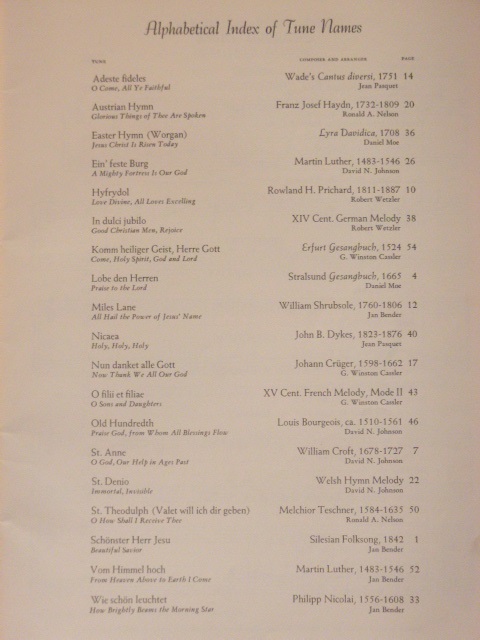 Alphabetical Index of Tune Names
TUNE COMPOSER AND ARRANGER PAGE
Adeste fideles Wade's Cantus diversi, 1751 14
O Come, All Ye Faithful Jean Pasquet
Austrian Hymn Franz Josef Haydn, 1732-1809 20
Glorious Things of Thee Are Spoken Ronald A. Nelson
Easter Hymn (Worgan) Lyra Davidica, 1708 36
Jesus Christ Is Risen Today Daniel Moe
Ein' feste Burg Martin Luther, 1483-1546 26
A Mighty Fortress Is Our God David N. Johnson
Hyfrydol Rowland H. Prichard, 1811-1887 10
Love Divine, All Loves Excelling Robert Wetzler
In dulci jubilo XIV Cent. German Melody 38
Good Christian Men, Rejoice Robert Wetzler
Komm heiliger Geist, Herre Gott Erfurt Gesangbuch, 1524 54
Come, Holy Spirit, God and Lord G. Winston Cassler
Lobe den Herren Stralsund Gesangbuch, 1665 4
Praise to the Lord Daniel Moe
Miles Lane William Shrubsole, 1760-1806 12
All Hail the Power of Jesus' Name Jan Bender
Nicaea John B. Dykes, 1823-1876 40
Holy, Holy, Holy Jean Pasquet
Nun danket alle Gott Johann Crüger, 1598-1662 17
Now Thank We All Our God G. Winston Cassler
O filii et filiae XV Cent. French Melody, Mode II 43
O Sons and Daughters G. Winston Cassler
Old Hundredth Louis Bourgeois, ca. 1510-1561 46
Praise God, from Whom All Blessings Flow David N. Johnson
St. Anne William Croft, 1678-1727 7
O God, Our Help in Ages Past David N. Johnson
St. Denio Welsh Hymn Melody 22
Immortal, Invisible David N. Johnson
St. Theodulph (Valet will ich dir geben) Melchior Teschner, 1584-1635 50
O How Shall I Receive Thee Ronald A. Nelson
Schönster Herr Jesu Silesian Folksong, 1842 1
Beautiful Savior Jan Bender
Vom Himmel hoch Martin Luther, 1483-1546 52
From Heaven Above to Earth I Come Jan Bender
Wie schön leuchtet Philipp Nicolai, 1556-1608 33
How Brightly Beams the Morning Star Jan Bender